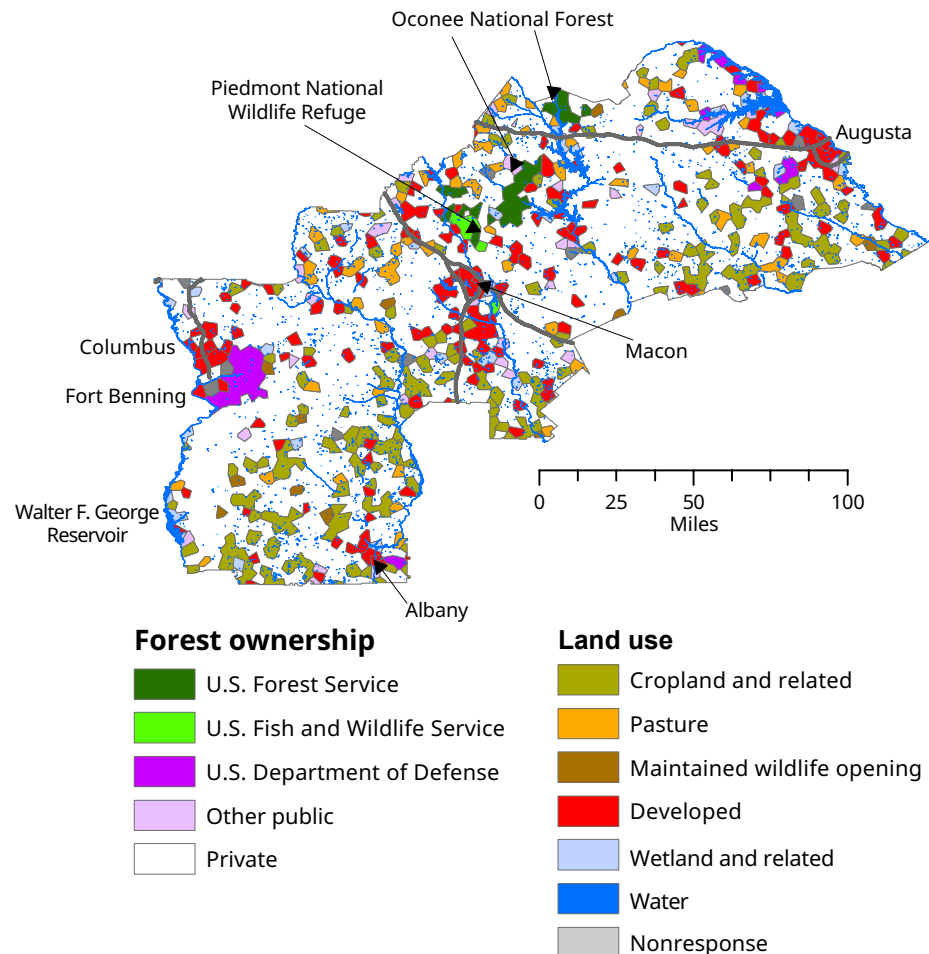 Oconee National Forest
Piedmont National
Wildlife Refuge
Augusta
Columbus
Macon
Fort Benning
0 25 50 100
Miles
Walter F. George
Reservoir
Albany
Forest ownership
U.S. Forest Service
U.S. Fish and Wildlife Service
U.S. Department of Defense
Other public
Private
Land use
Cropland and related
Pasture
Maintained wildlife opening
Developed
Wetland and related
Water
Nonresponse